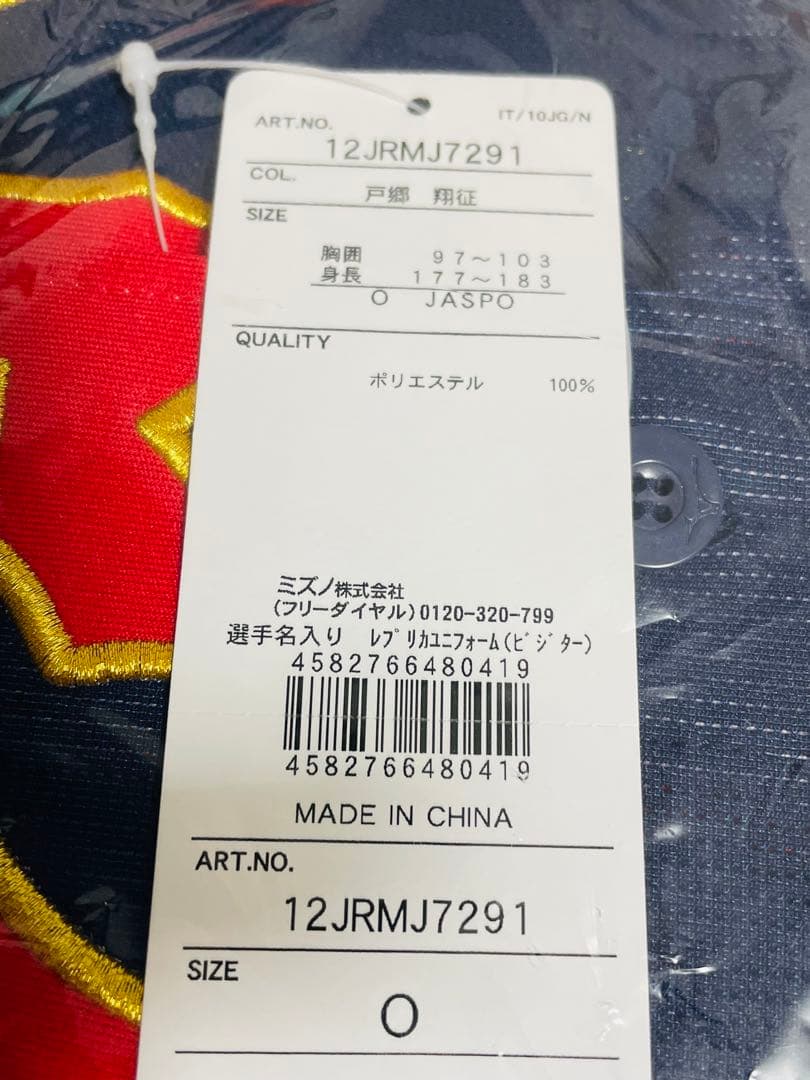 ART.NO.
IT/10JG/N
12JRMJ7291
COL.
戸郷 翔征
SIZE
胸囲 97～103
身長 177～183
O JASPO
QUALITY
ポリエステル 100%
ミズノ株式会社
(フリーダイヤル)0120-320-799
選手名入り ﾚﾌﾟﾘｶﾕﾆﾌｫｰﾑ(ﾋﾞｼﾞﾀｰ)
4582766480419
4582766480419
MADE IN CHINA
ART.NO.
12JRMJ7291
SIZE
O